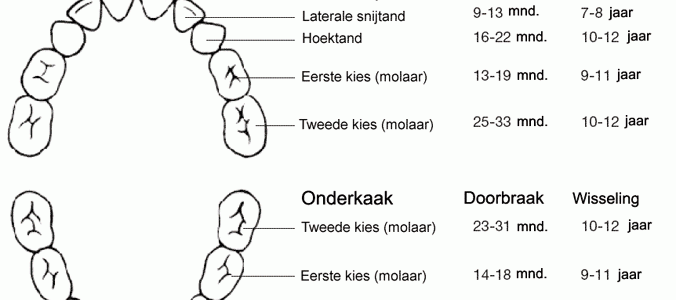 Laterale snijtand 9-13 mnd. 7-8 jaar
Hoektand 16-22 mnd. 10-12 jaar
Eerste kies (molaar) 13-19 mnd. 9-11 jaar
Tweede kies (molaar) 25-33 mnd. 10-12 jaar
Onderkaak Doorbraak Wisseling
Tweede kies (molaar) 23-31 mnd. 10-12 jaar
Eerste kies (molaar) 14-18 mnd. 9-11 jaar